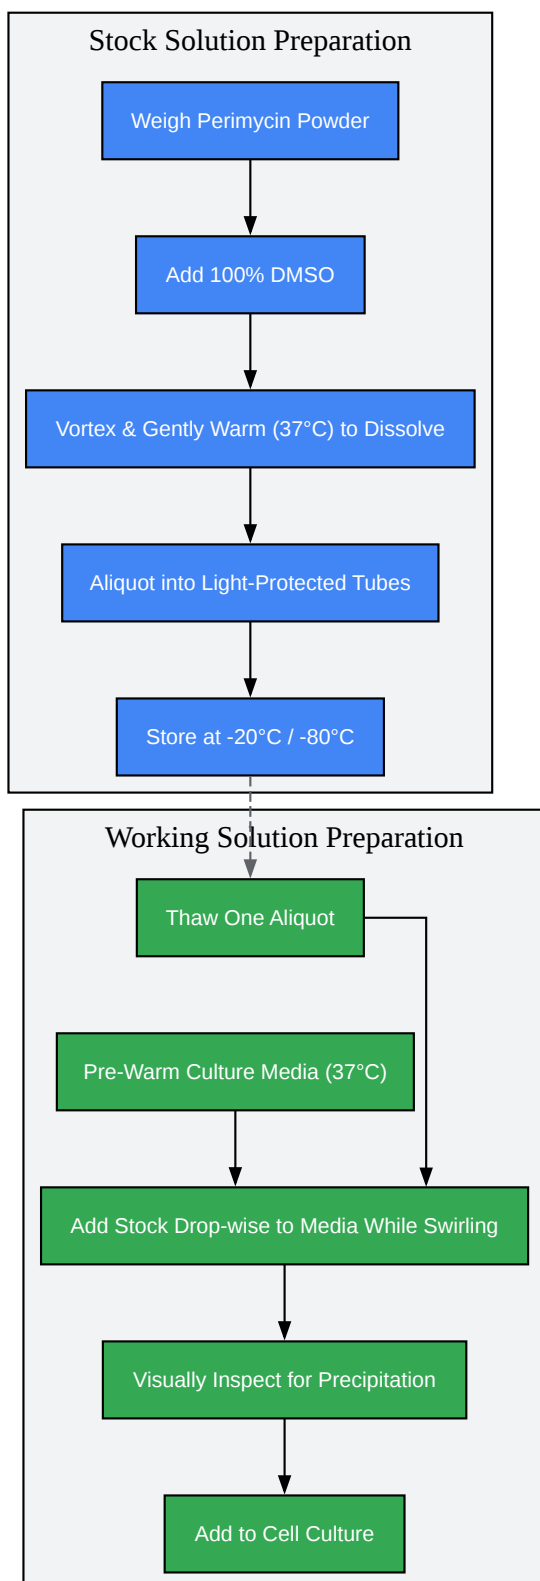 Stock Solution Preparation
Weigh Perimycin Powder
Add 100% DMSO
Vortex & Gently Warm (37°C) to Dissolve
Aliquot into Light-Protected Tubes
Store at -20°C / -80°C
Working Solution Preparation
Thaw One Aliquot
Pre-Warm Culture Media (37°C)
Add Stock Drop-wise to Media While Swirling
Visually Inspect for Precipitation
Add to Cell Culture